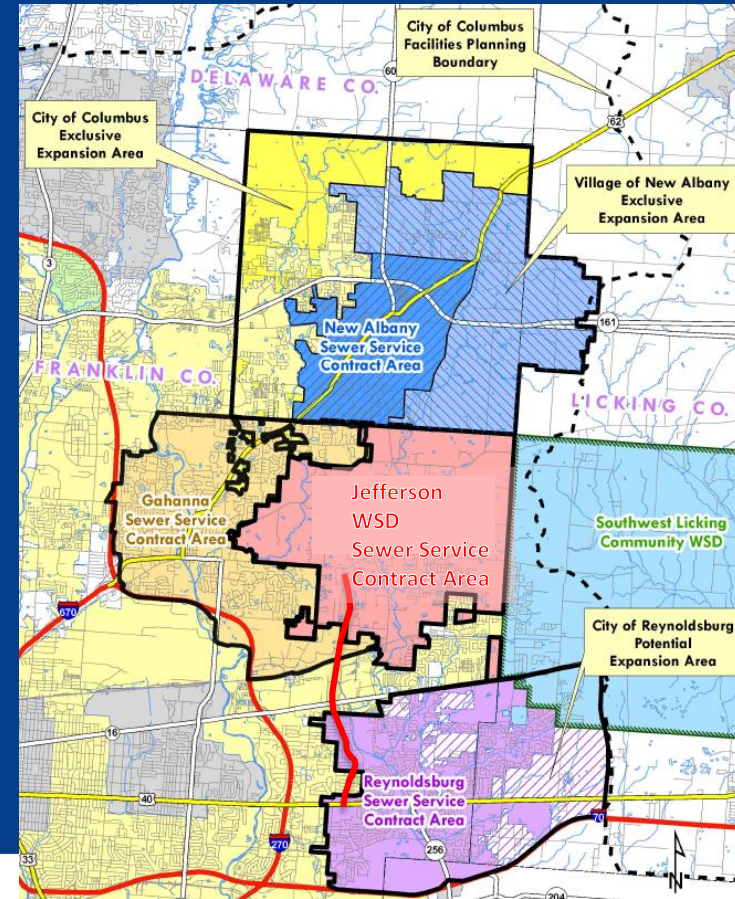 City of Columbus
Facilities Planning
Boundary
60
DELAWARE CO.
City of Columbus
Exclusive
Expansion Area
62
Village of New Albany
Exclusive
Expansion Area
3
161
New Albany
Sewer Service
Contract Area
FRANKLIN CO.
LICKING CO.
Jefferson
WSD
Sewer Service
Contract Area
Gahanna
Sewer Service
Contract Area
Southwest Licking
Community WSD
670
City of Reynoldsburg
Potential
Expansion Area
16
40
Reynoldsburg
Sewer Service
Contract Area
70
270
256
33
204
N